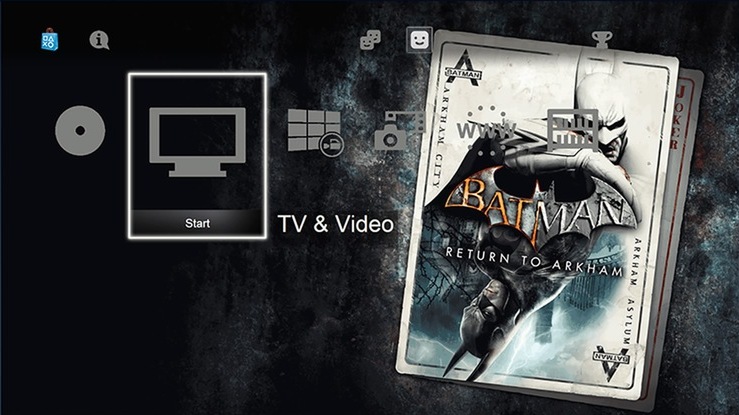 BATMAN
ARKHAM CITY
JOKER
www
Start
TV & Video
BATMAN
RETURN TO ARKHAM
ARKHAM ASYLUM
BATMAN